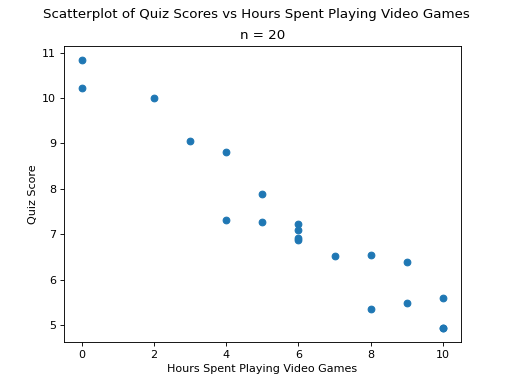 Scatterplot of Quiz Scores vs Hours Spent Playing Video Games
n = 20
11
10
9
8
7
6
5
Quiz Score
0 2 4 6 8 10
Hours Spent Playing Video Games